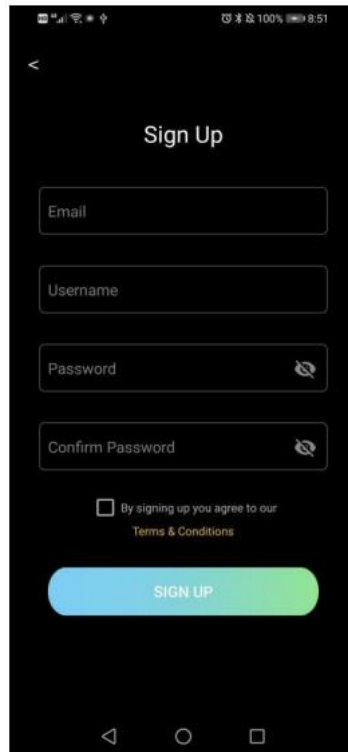 100% 8:51
<
Sign Up
Email
Username
Password
Confirm Password
By signing up you agree to our
Terms & Conditions
SIGN UP